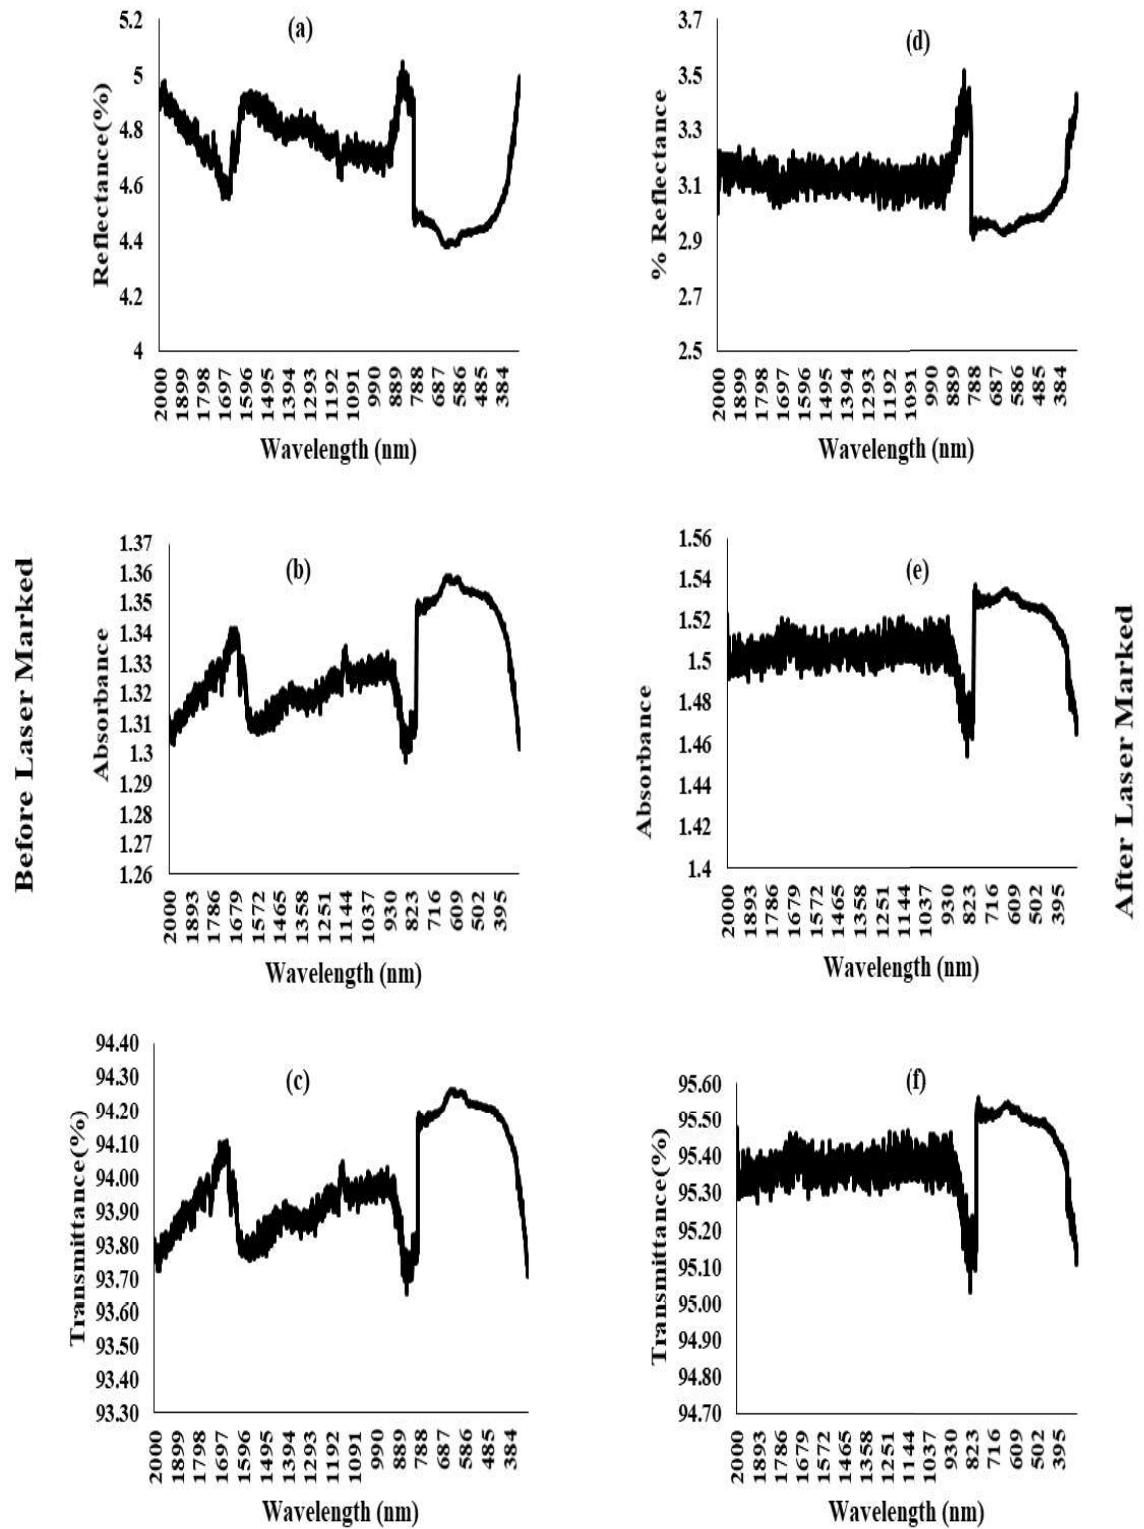 Before Laser Marked
After Laser Marked
(a)
Reflectance(%)
5.2
5
4.8
4.6
4.4
4.2
4
2000 1899 1798 1697 1596 1495 1394 1293 1192 1091 990 889 788 687 586 485 384
Wavelength (nm)
(d)
% Reflectance
3.7
3.5
3.3
3.1
2.9
2.7
2.5
2000 1899 1798 1697 1596 1495 1394 1293 1192 1091 990 889 788 687 586 485 384
Wavelength (nm)
(b)
Absorbance
1.37
1.36
1.35
1.34
1.33
1.32
1.31
1.3
1.29
1.28
1.27
1.26
2000 1893 1786 1679 1572 1465 1358 1251 1144 1037 930 823 716 609 502 395
Wavelength (nm)
(e)
Absorbance
1.56
1.54
1.52
1.5
1.48
1.46
1.44
1.42
1.4
2000 1893 1786 1679 1572 1465 1358 1251 1144 1037 930 823 716 609 502 395
Wavelength (nm)
(c)
Transmittance(%)
94.40
94.30
94.20
94.10
94.00
93.90
93.80
93.70
93.60
93.50
93.40
93.30
2000 1899 1798 1697 1596 1495 1394 1293 1192 1091 990 889 788 687 586 485 384
Wavelength (nm)
(f)
Transmittance(%)
95.60
95.50
95.40
95.30
95.20
95.10
95.00
94.90
94.80
94.70
2000 1893 1786 1679 1572 1465 1358 1251 1144 1037 930 823 716 609 502 395
Wavelength (nm)